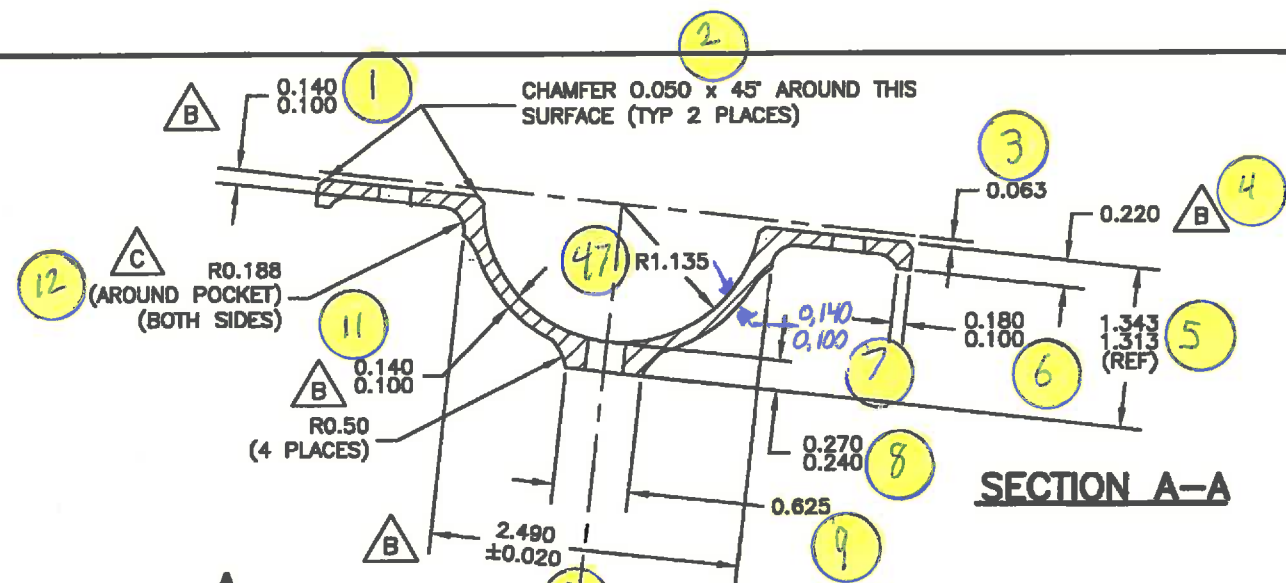 2
0.140
0.100
1
B
CHAMFER 0.050 x 45° AROUND THIS
SURFACE (TYP 2 PLACES)
3
0.063
4
0.220
B
C
12
R0.188
(AROUND POCKET)
(BOTH SIDES)
47
R1.135
0,140
0,100
0.180
0.100
1.343
1.313
(REF)
5
6
7
11
0.140
0.100
B
R0.50
(4 PLACES)
0.270
0.240
8
SECTION A-A
0.625
9
B
2.490
±0.020